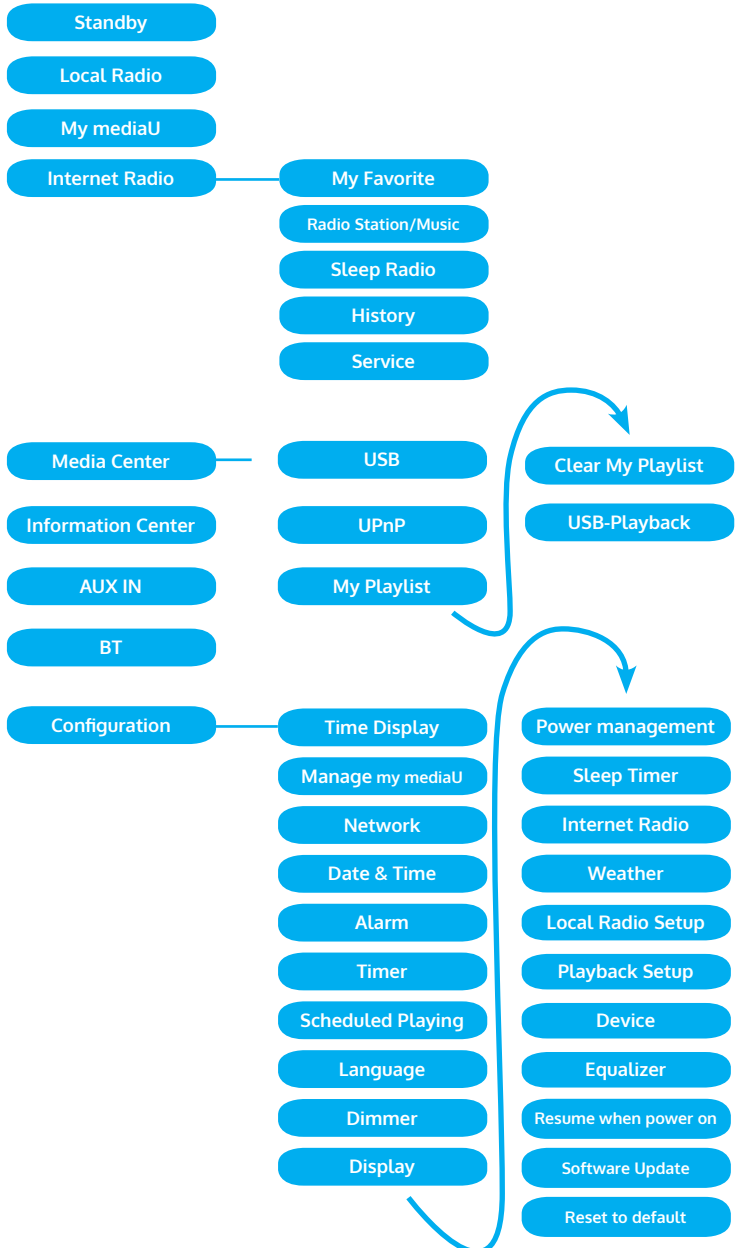 Standby
Local Radio
My mediaU
Internet Radio
My Favorite
Radio Station/Music
Sleep Radio
History
Service
Media Center
USB
UPnP
My Playlist
Clear My Playlist
USB-Playback
Information Center
AUX IN
BT
Configuration
Time Display
Manage my mediaU
Network
Date & Time
Alarm
Timer
Scheduled Playing
Language
Dimmer
Display
Power management
Sleep Timer
Internet Radio
Weather
Local Radio Setup
Playback Setup
Device
Equalizer
Resume when power on
Software Update
Reset to default